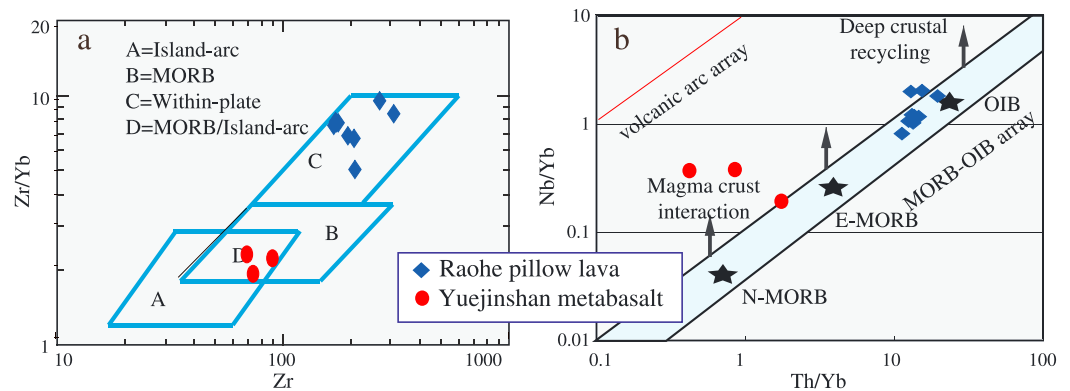 a
A=Island-arc
B=MORB
C=Within-plate
D=MORB/Island-arc
20
10
1
Zr/Yb
C
B
D
A
10
100
1000
Zr
b
Deep crustal
recycling
volcanic arc array
OIB
MORB-OIB array
Magma crust
interaction
E-MORB
N-MORB
10
1
0.1
0.01
Nb/Yb
0.1
1
10
100
Th/Yb
Raohe pillow lava
Yuejinshan metabasalt